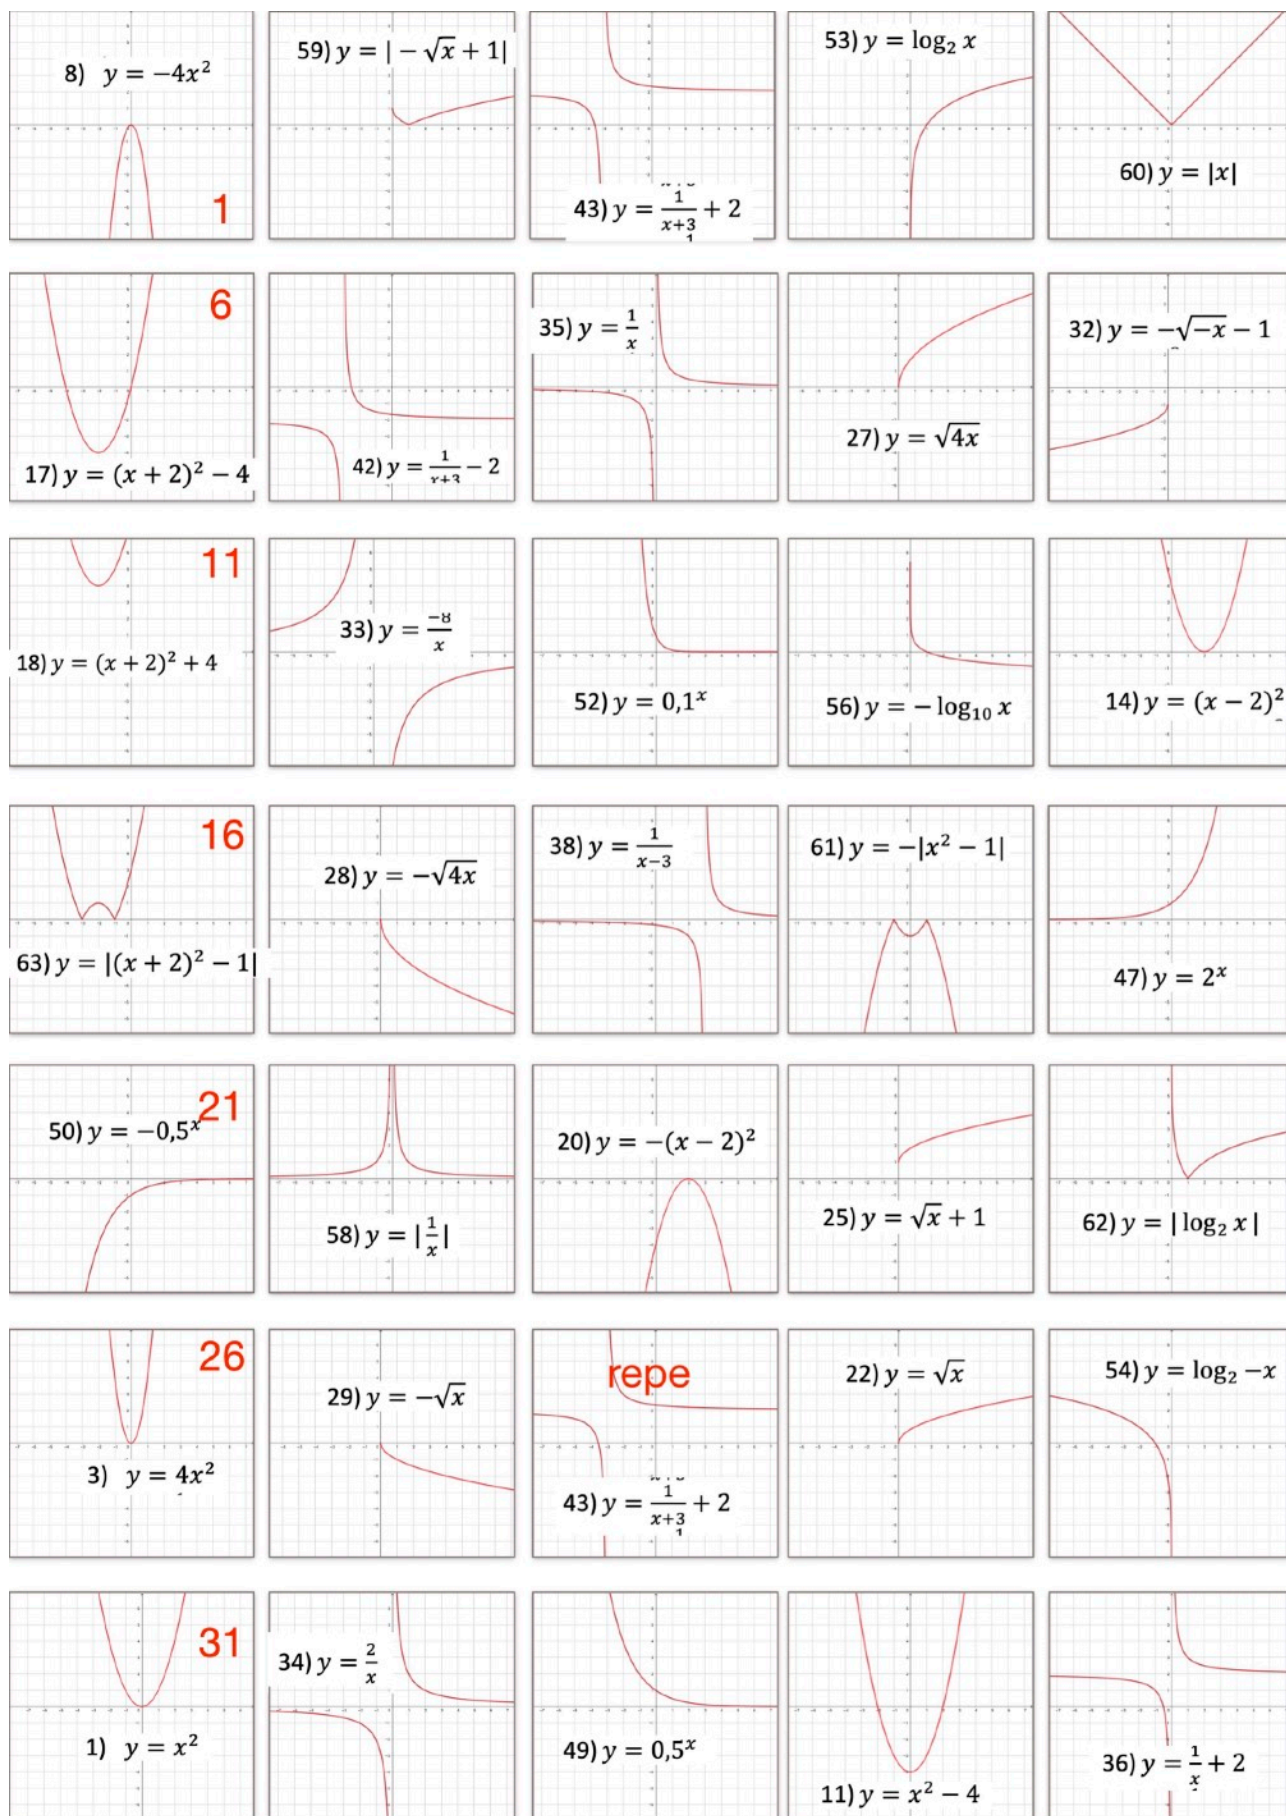 8) y = −4x²
1
59) y = | − √x + 1|
43) y = 1/(x+3) + 2
53) y = log₂ x
60) y = |x|
6
17) y = (x + 2)² − 4
42) y = 1/(x+3) − 2
35) y = 1/x
27) y = √4x
32) y = −√−x − 1
11
18) y = (x + 2)² + 4
33) y = −8/x
52) y = 0,1ˣ
56) y = − log₁₀ x
14) y = (x − 2)²
16
63) y = |(x + 2)² − 1|
28) y = −√4x
38) y = 1/(x−3)
61) y = −|x² − 1|
47) y = 2ˣ
21
50) y = −0,5ˣ
58) y = |1/x|
20) y = −(x − 2)²
25) y = √x + 1
62) y = | log₂ x |
26
3) y = 4x²
29) y = −√x
repe
43) y = 1/(x+3) + 2
22) y = √x
54) y = log₂ −x
31
1) y = x²
34) y = 2/x
49) y = 0,5ˣ
11) y = x² − 4
36) y = 1/x + 2